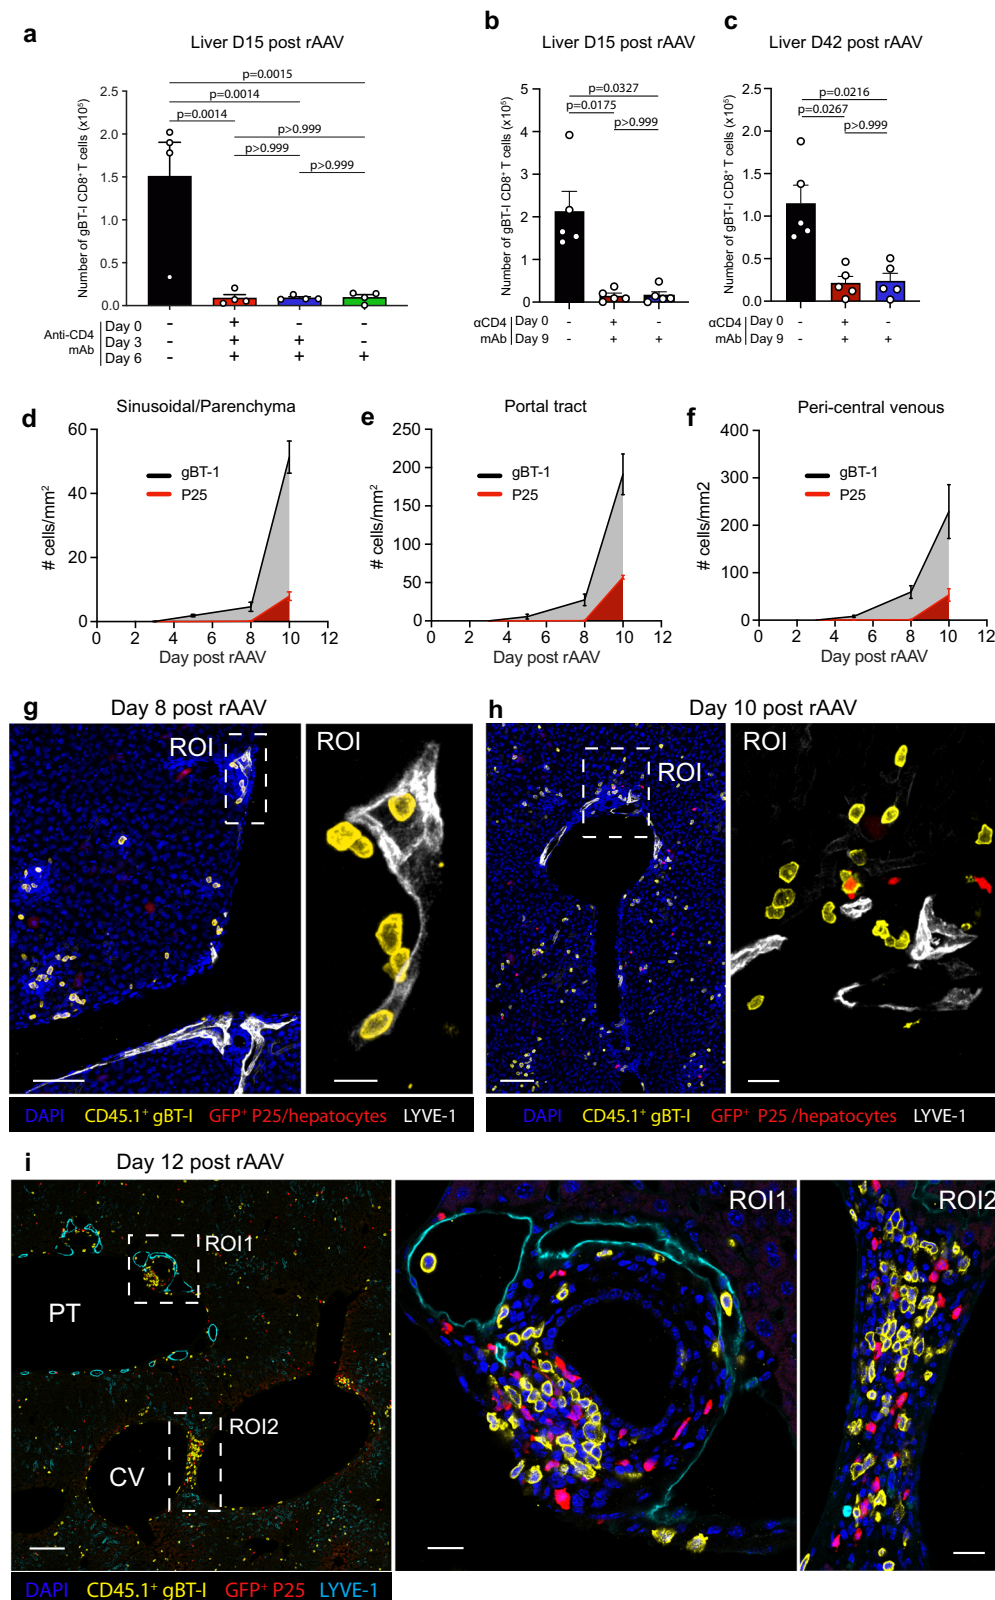 a
Liver D15 post rAAV
p=0.0015
p=0.0014
p=0.0014
p>0.999
p>0.999
p>0.999
Number of gBT-I CD8⁺ T cells (x10⁵)
2.5
2.0
1.5
1.0
0.5
0.0
Anti-CD4 mAb
Day 0 - + - -
Day 3 - + + -
Day 6 - + + +
b
Liver D15 post rAAV
p=0.0327
p=0.0175
p>0.999
Number of gBT-I CD8⁺ T cells (x10⁵)
5
4
3
2
1
0
αCD4 mAb
Day 0 - + -
Day 9 - + +
c
Liver D42 post rAAV
p=0.0216
p=0.0267
p>0.999
Number of gBT-I CD8⁺ T cells (x10⁵)
2.5
2.0
1.5
1.0
0.5
0.0
αCD4 mAb
Day 0 - + -
Day 9 - + +
d
Sinusoidal/Parenchyma
gBT-1
P25
# cells/mm²
60
40
20
0
0 2 4 6 8 10 12
Day post rAAV
e
Portal tract
gBT-1
P25
# cells/mm²
250
200
150
100
50
0
0 2 4 6 8 10 12
Day post rAAV
f
Peri-central venous
gBT-1
P25
# cells/mm2
400
300
200
100
0
0 2 4 6 8 10 12
Day post rAAV
g
Day 8 post rAAV
ROI
ROI
DAPI CD45.1⁺ gBT-I GFP⁺ P25/hepatocytes LYVE-1
h
Day 10 post rAAV
ROI
ROI
DAPI CD45.1⁺ gBT-I GFP⁺ P25 /hepatocytes LYVE-1
i
Day 12 post rAAV
ROI1
PT
ROI2
CV
ROI1
ROI2
DAPI CD45.1⁺ gBT-I GFP⁺ P25 LYVE-1